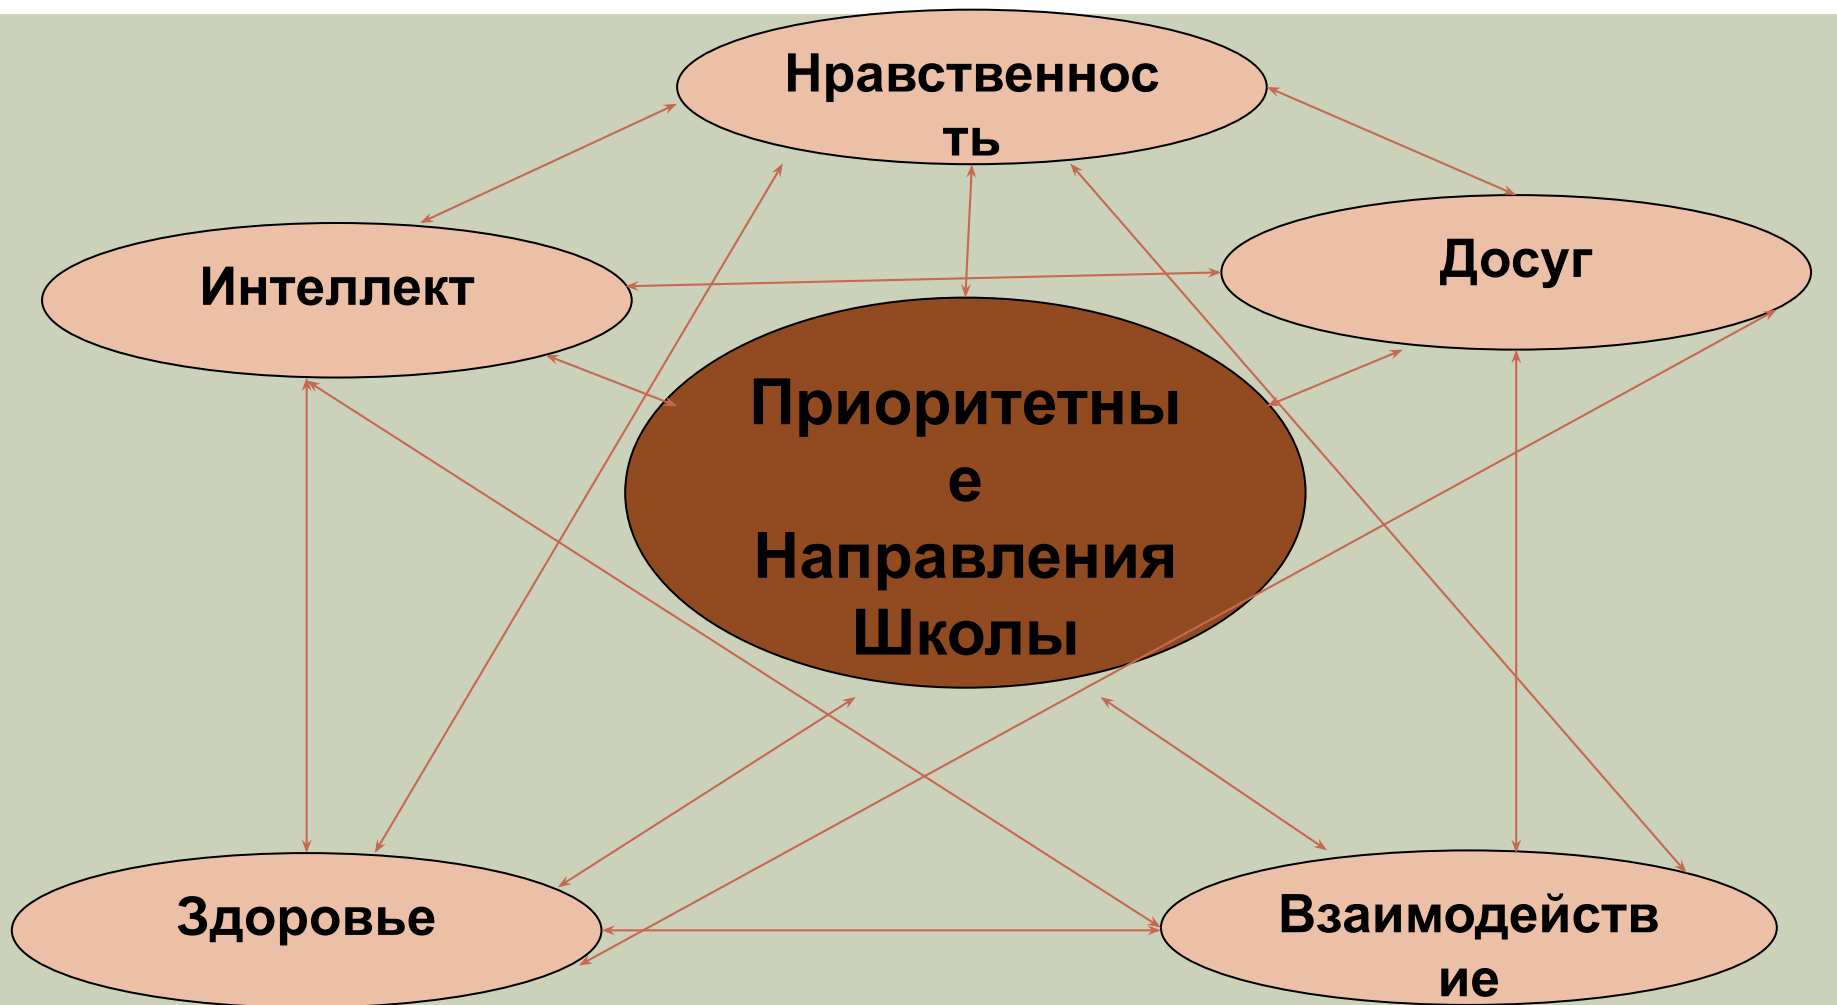 Нравственнос
ть
Интеллект
Досуг
Приоритетны
е
Направления
Школы
Здоровье
Взаимодейств
ие